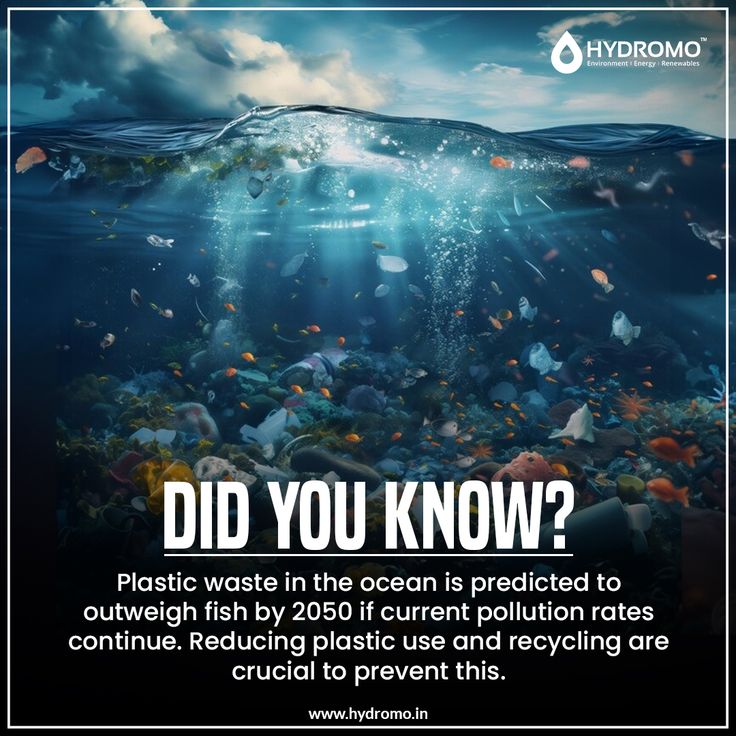 HYDROMO™
Environment | Energy | Renewables
DID YOU KNOW?
Plastic waste in the ocean is predicted to
outweigh fish by 2050 if current pollution rates
continue. Reducing plastic use and recycling are
crucial to prevent this.
www.hydromo.in